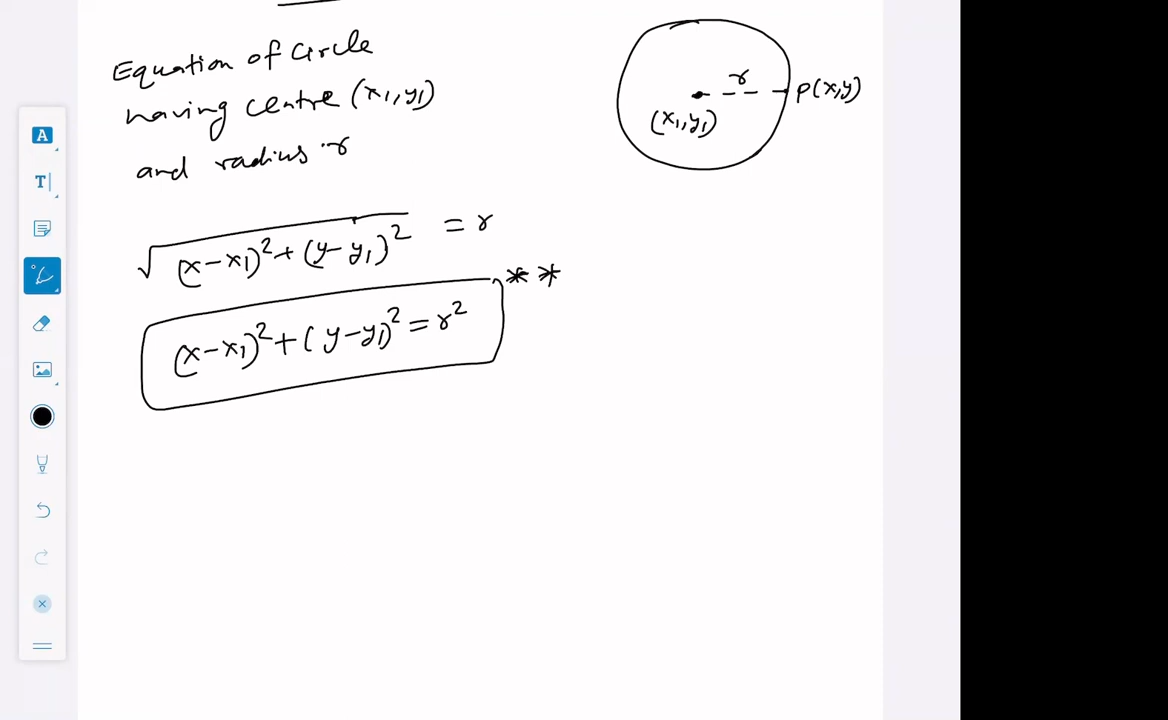 Equation of Circle
having centre (x1,y1)
and radius r
√(x-x1)²+(y-y1)² = r
(x-x1)²+(y-y1)²=r² **
r
P(x,y)
(x1,y1)
A
T